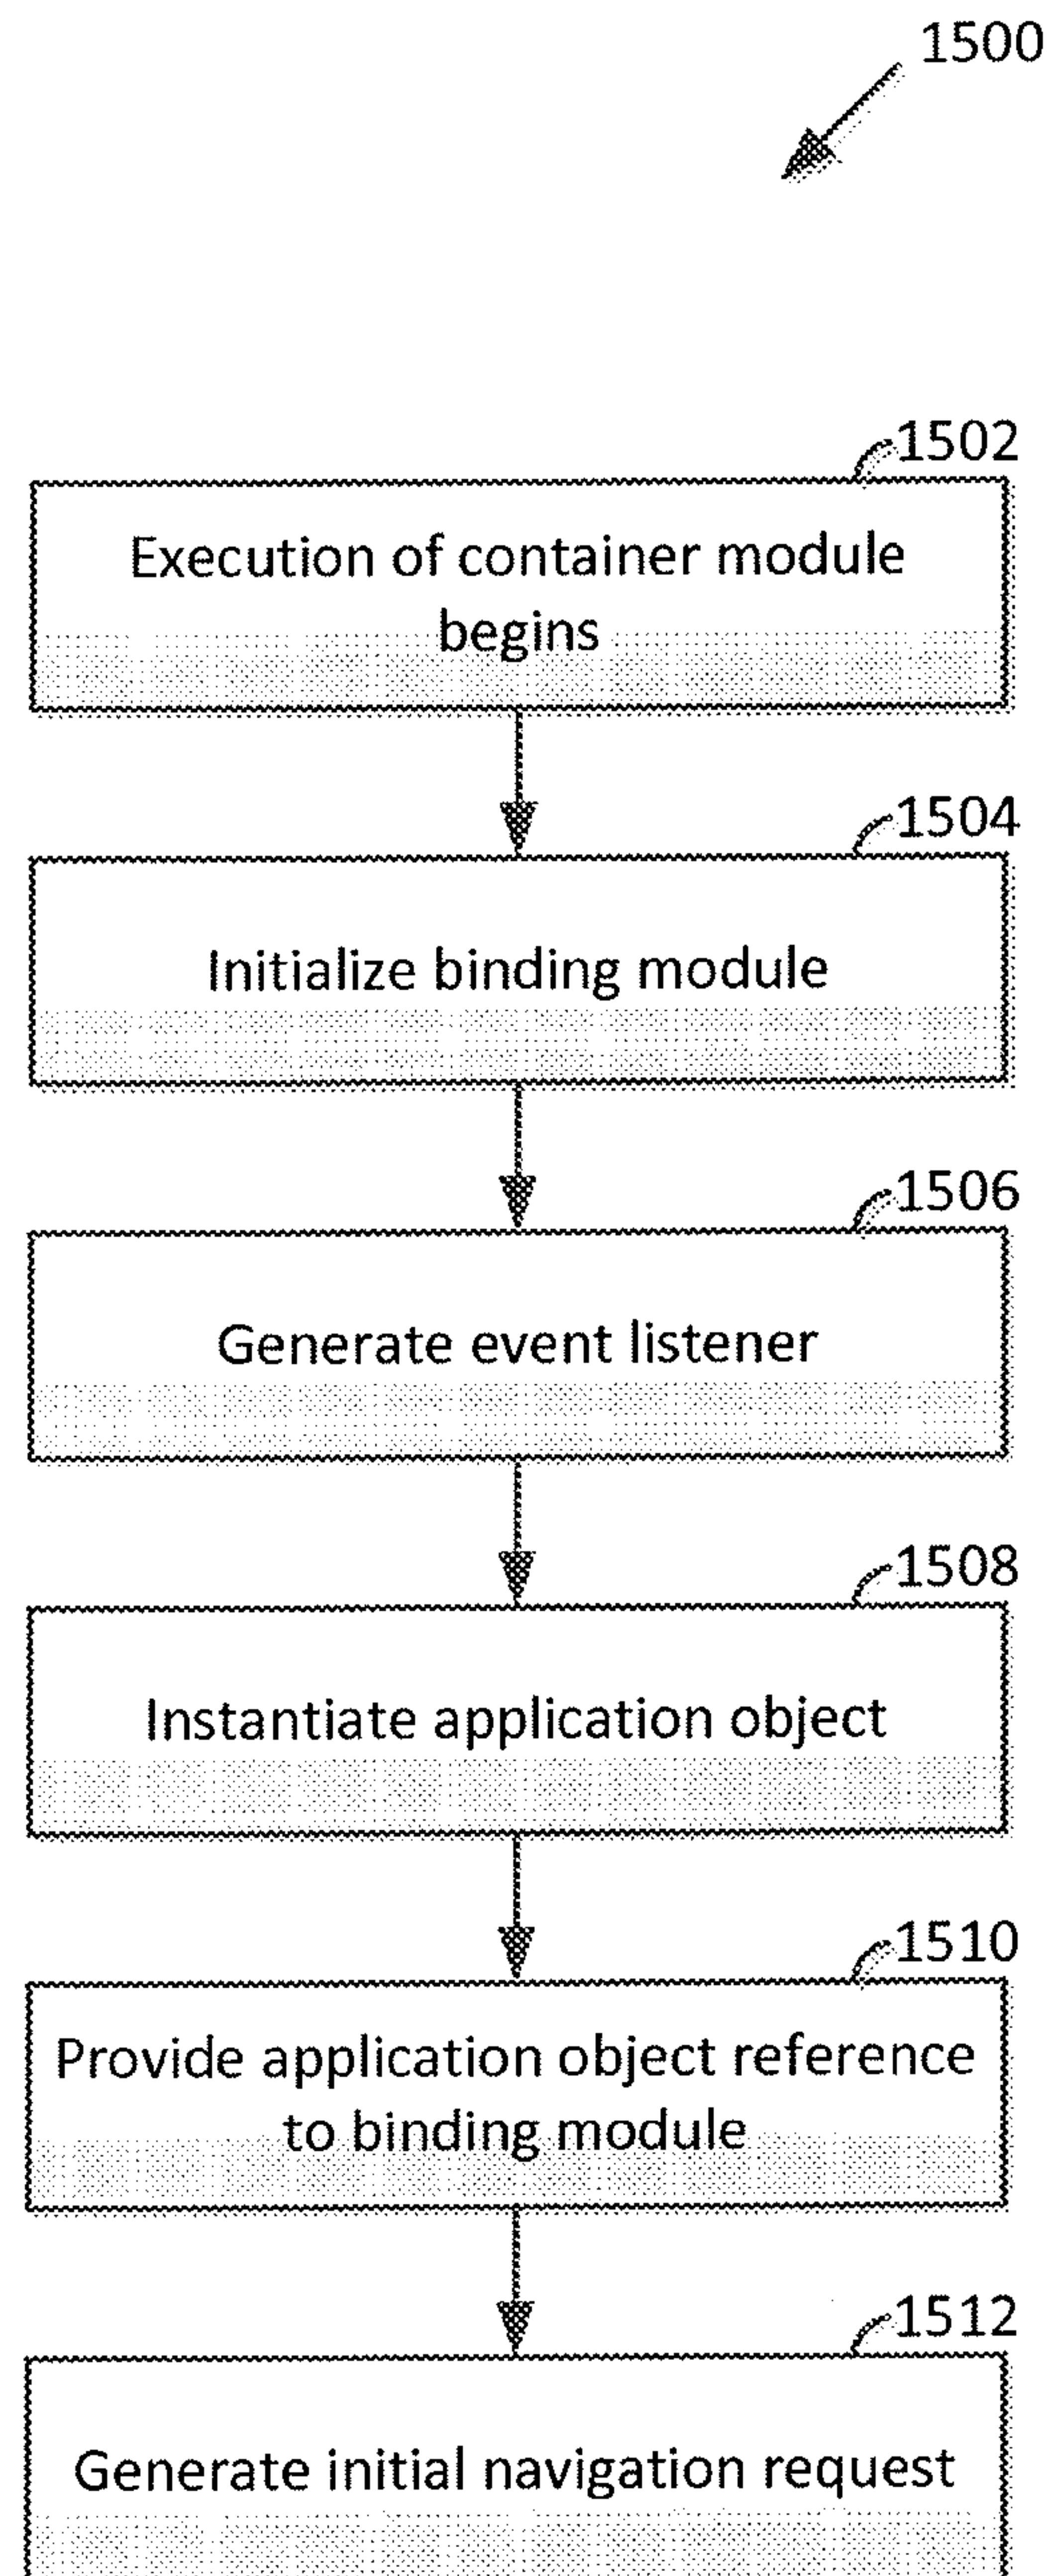 1500
1502
Execution of container module
begins
1504
Initialize binding module
1506
Generate event listener
1508
Instantiate application object
1510
Provide application object reference
to binding module
1512
Generate initial navigation request